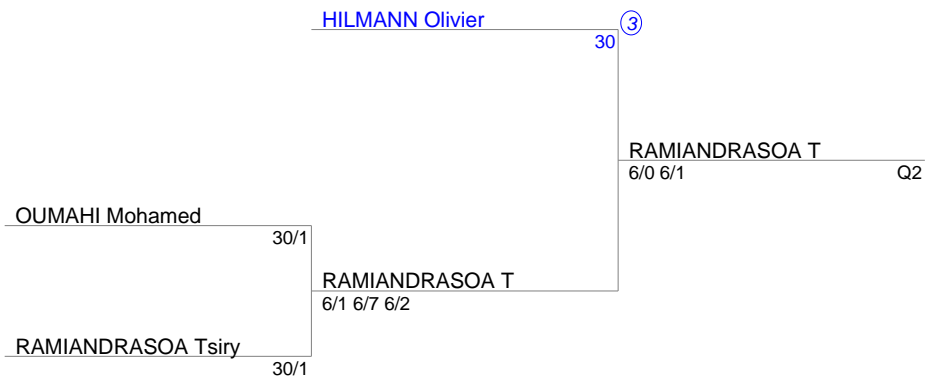 HILMANN Olivier
3
30
RAMIANDRASOA T
6/0 6/1
Q2
OUMAHI Mohamed
30/1
RAMIANDRASOA T
6/1 6/7 6/2
RAMIANDRASOA Tsiry
30/1